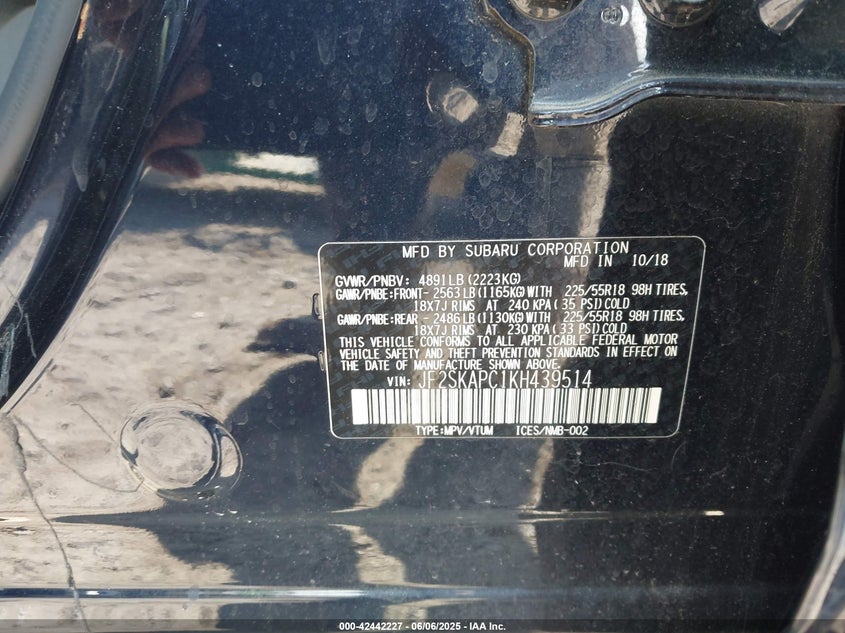 MFD BY SUBARU CORPORATION
MFD IN 10/18
GVWR/PNBV: 4891LB(2223KG)
GAWR/PNBE:FRONT-2563LB(1165KG)WITH 225/55R18 98H TIRES,
18X7J RIMS AT 240 KPA(35 PSI)COLD
GAWR/PNBE:REAR -2486LB(1130KG)WITH 225/55R18 98H TIRES,
18X7J RIMS AT 230 KPA(33 PSI)COLD
THIS VEHICLE CONFORMS TO ALL APPLICABLE FEDERAL MOTOR
VEHICLE SAFETY AND THEFT PREVENTION STANDARDS IN EFFECT ON
THE DATE OF MANUFACTURE SHOWN ABOVE.
VIN: JF2SKAPC1KH439514
TYPE:MPV/VTUM ICES/NMB-002
000-42442227 - 06/06/2025 - IAA Inc.